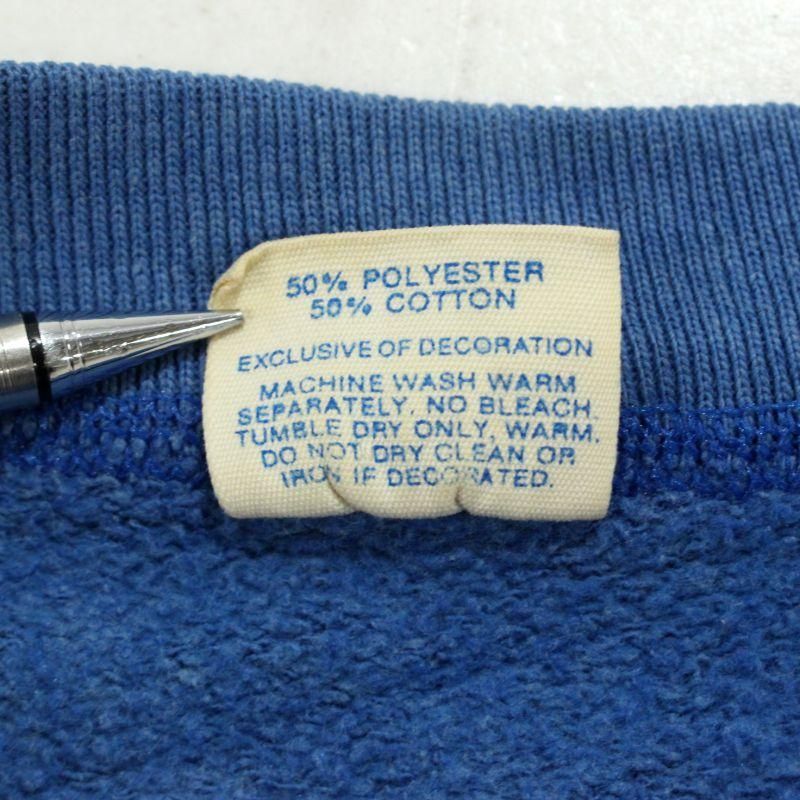 50% POLYESTER
50% COTTON
EXCLUSIVE OF DECORATION
MACHINE WASH WARM
SEPARATELY. NO BLEACH.
TUMBLE DRY ONLY, WARM.
DO NOT DRY CLEAN OR
IRON IF DECORATED.